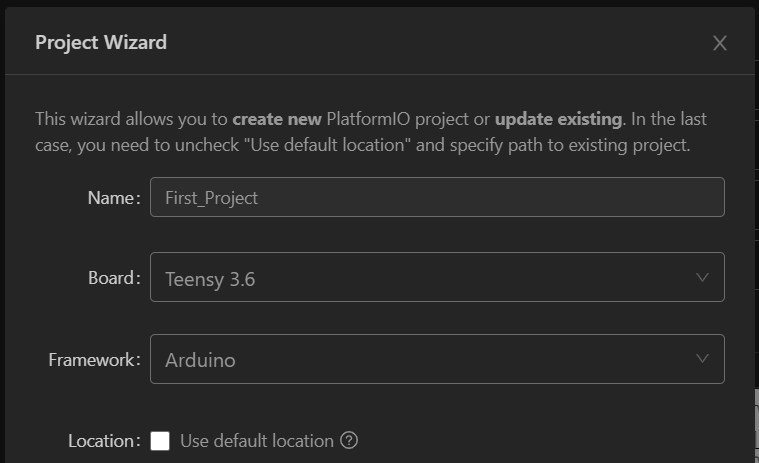 Project Wizard
This wizard allows you to create new PlatformIO project or update existing. In the last
case, you need to uncheck "Use default location" and specify path to existing project.
Name: First_Project
Board: Teensy 3.6
Framework: Arduino
Location: Use default location